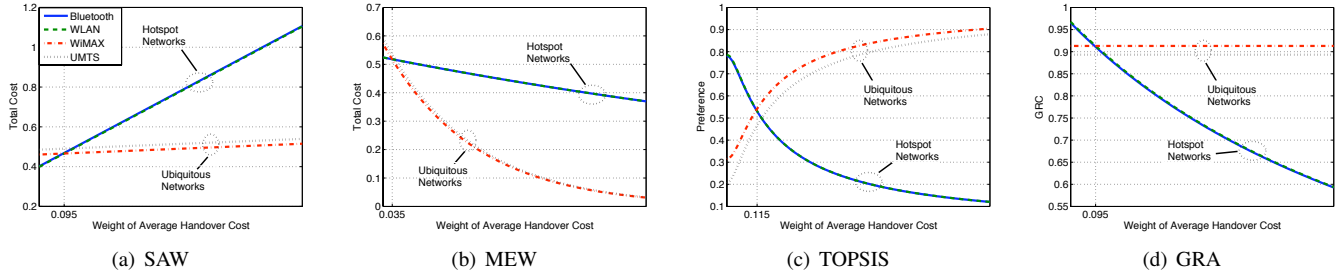 1.2
1
0.8
0.6
0.4
0.2
Total Cost
Bluetooth
WLAN
WiMAX
UMTS
Hotspot
Networks
Ubiquitous
Networks
0.095
Weight of Average Handover Cost
(a) SAW
0.7
0.6
0.5
0.4
0.3
0.2
0.1
0
Total Cost
Hotspot
Networks
Ubiquitous
Networks
0.035
Weight of Average Handover Cost
(b) MEW
1
0.9
0.8
0.7
0.6
0.5
0.4
0.3
0.2
0.1
Preference
Ubiquitous
Networks
Hotspot
Networks
0.115
Weight of Average Handover Cost
(c) TOPSIS
1
0.95
0.9
0.85
0.8
0.75
0.7
0.65
0.6
0.55
GRC
Ubiquitous
Networks
Hotspot
Networks
0.095
Weight of Average Handover Cost
(d) GRA